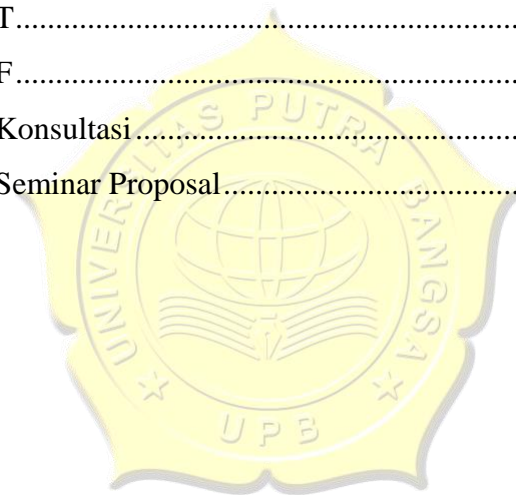 T.......................................................................
F.......................................................................
Konsultasi.......................................................
Seminar Proposal..........................................
UNIVERSITAS PUTRA BANGSA
UPB